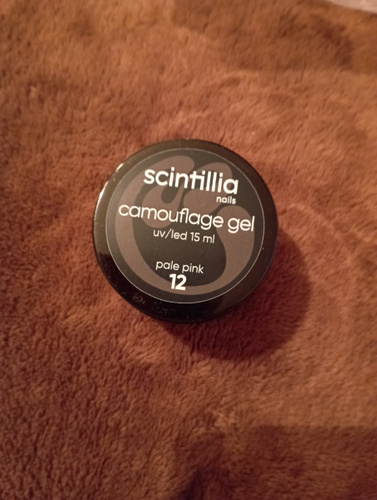 scintillia
nails
camouflage gel
uv/led 15 ml
pale pink
12